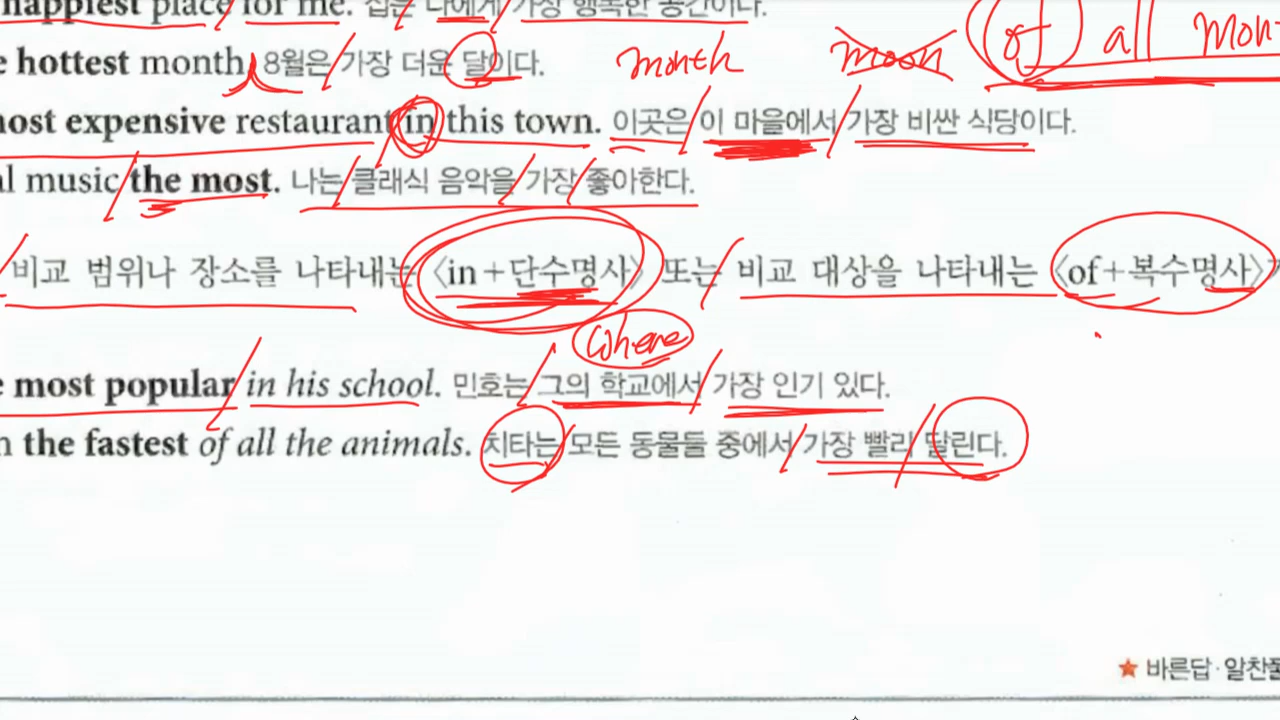 happiest place for me. 집은 나에게 가장 행복한 공간이다.
of all
hottest month. 8월은 가장 더운 달이다. month moon
most expensive restaurant in this town. 이곳은 이 마을에서 가장 비싼 식당이다.
music the most. 나는 클래식 음악을 가장 좋아한다.
비교 범위나 장소를 나타내는 〈in+단수명사〉 또는 비교 대상을 나타내는 〈of+복수명사〉
where
most popular in his school. 민호는 그의 학교에서 가장 인기 있다.
the fastest of all the animals. 치타는 모든 동물들 중에서 가장 빨리 달린다.
★ 바른답·알찬풀